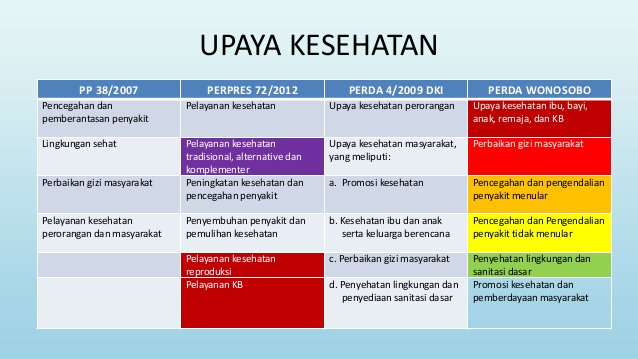 UPAYA KESEHATAN
PP 38/2007 PERPRES 72/2012 PERDA 4/2009 DKI PERDA WONOSOBO
Pencegahan dan
pemberantasan penyakit
Pelayanan kesehatan
Upaya kesehatan perorangan
Upaya kesehatan ibu, bayi,
anak, remaja, dan KB
Lingkungan sehat
Pelayanan kesehatan
tradisional, alternative dan
komplementer
Upaya kesehatan masyarakat,
yang meliputi:
Perbaikan gizi masyarakat
Perbaikan gizi masyarakat
Peningkatan kesehatan dan
pencegahan penyakit
a. Promosi kesehatan
Pencegahan dan pengendalian
penyakit menular
Pelayanan kesehatan
perorangan dan masyarakat
Penyembuhan penyakit dan
pemulihan kesehatan
b. Kesehatan ibu dan anak
serta keluarga berencana
Pencegahan dan Pengendalian
penyakit tidak menular
Pelayanan kesehatan
reproduksi
c. Perbaikan gizi masyarakat
Penyehatan lingkungan dan
sanitasi dasar
Pelayanan KB
d. Penyehatan lingkungan dan
penyediaan sanitasi dasar
Promosi kesehatan dan
pemberdayaan masyarakat